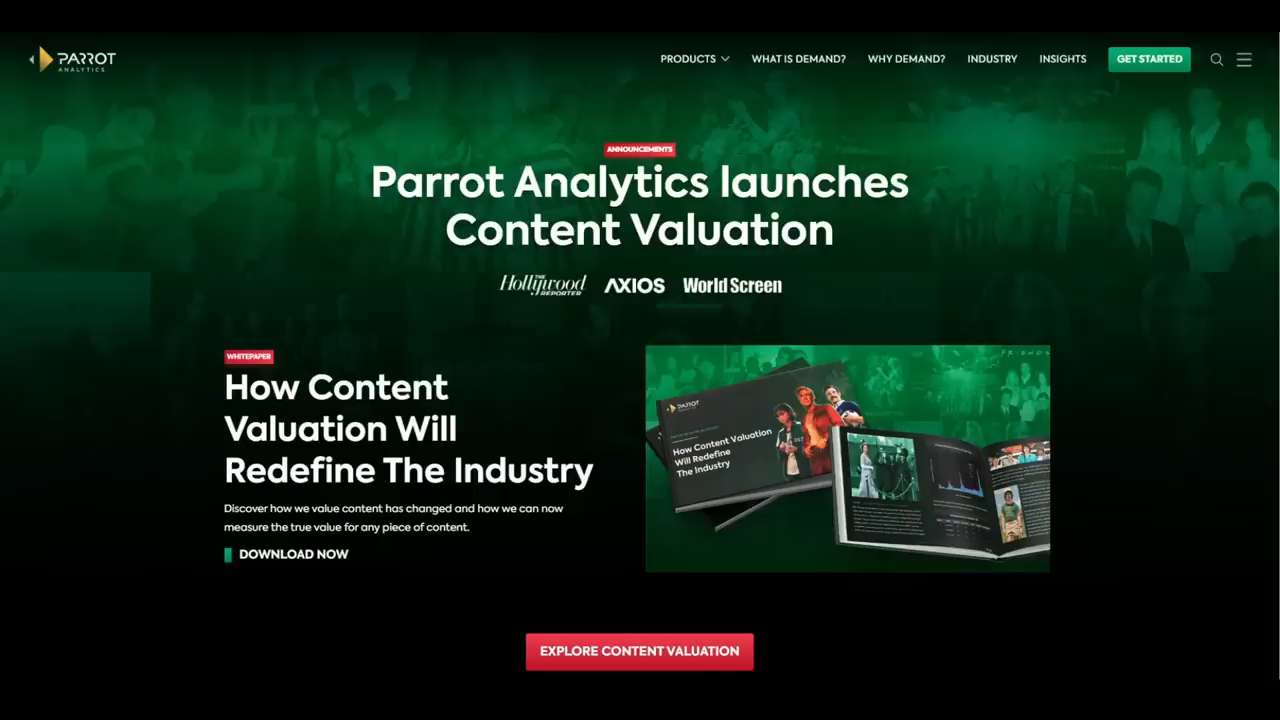 PARROT
ANALYTICS
PRODUCTS
WHAT IS DEMAND?
WHY DEMAND?
INDUSTRY
INSIGHTS
GET STARTED
ANNOUNCEMENTS
Parrot Analytics launches
Content Valuation
THE
Hollywood
REPORTER
AXIOS
World Screen
WHITEPAPER
How Content
Valuation Will
Redefine The Industry
Discover how we value content has changed and how we can now
measure the true value for any piece of content.
DOWNLOAD NOW
FRIENDS
PARROT
ANALYTICS
How Content Valuation
Will Redefine
The Industry
EXPLORE CONTENT VALUATION